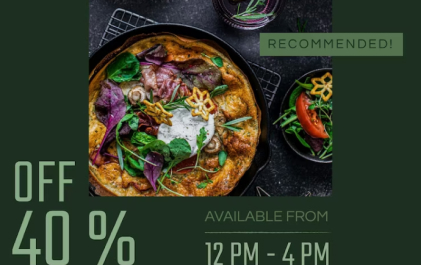 RECOMMENDED!
OFF
40 %
AVAILABLE FROM
12 PM - 4 PM